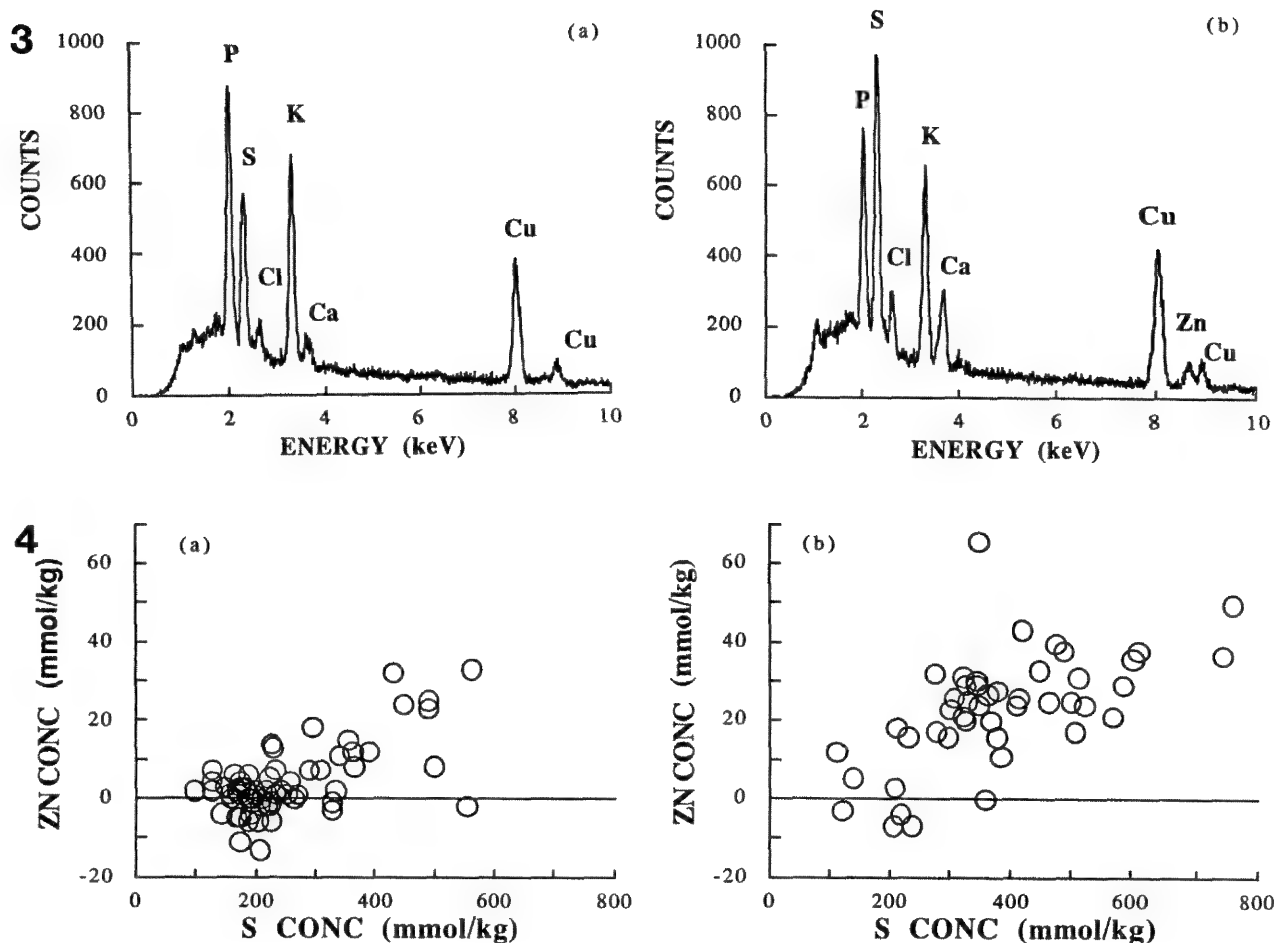 3
(a)
1000
800
600
400
200
0
COUNTS
P
S
Cl
K
Ca
Cu
Cu
0 2 4 6 8 10
ENERGY (keV)
(b)
1000
800
600
400
200
0
COUNTS
P
S
Cl
K
Ca
Cu
Zn
Cu
0 2 4 6 8 10
ENERGY (keV)
4
(a)
60
40
20
0
-20
ZN CONC (mmol/kg)
0 200 400 600 800
S CONC (mmol/kg)
(b)
60
40
20
0
-20
ZN CONC (mmol/kg)
0 200 400 600 800
S CONC (mmol/kg)